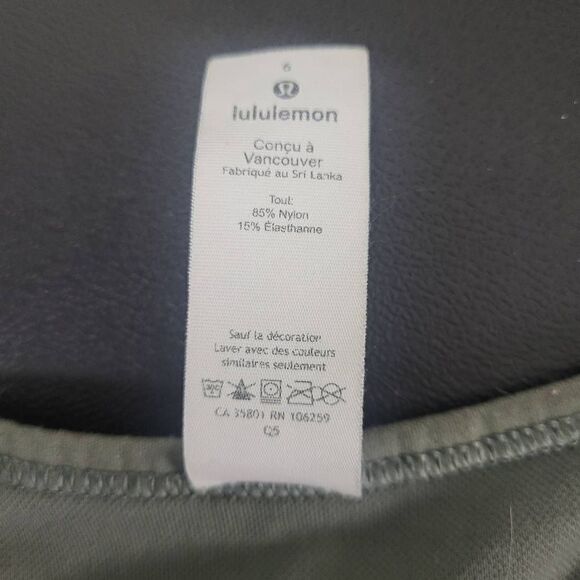 6
lululemon
Conçu à
Vancouver
Fabriqué au Sri Lanka
Tout:
85% Nylon
15% Élasthanne
Sauf la décoration
Laver avec des couleurs
similaires seulement
CA 35801 RN 106259